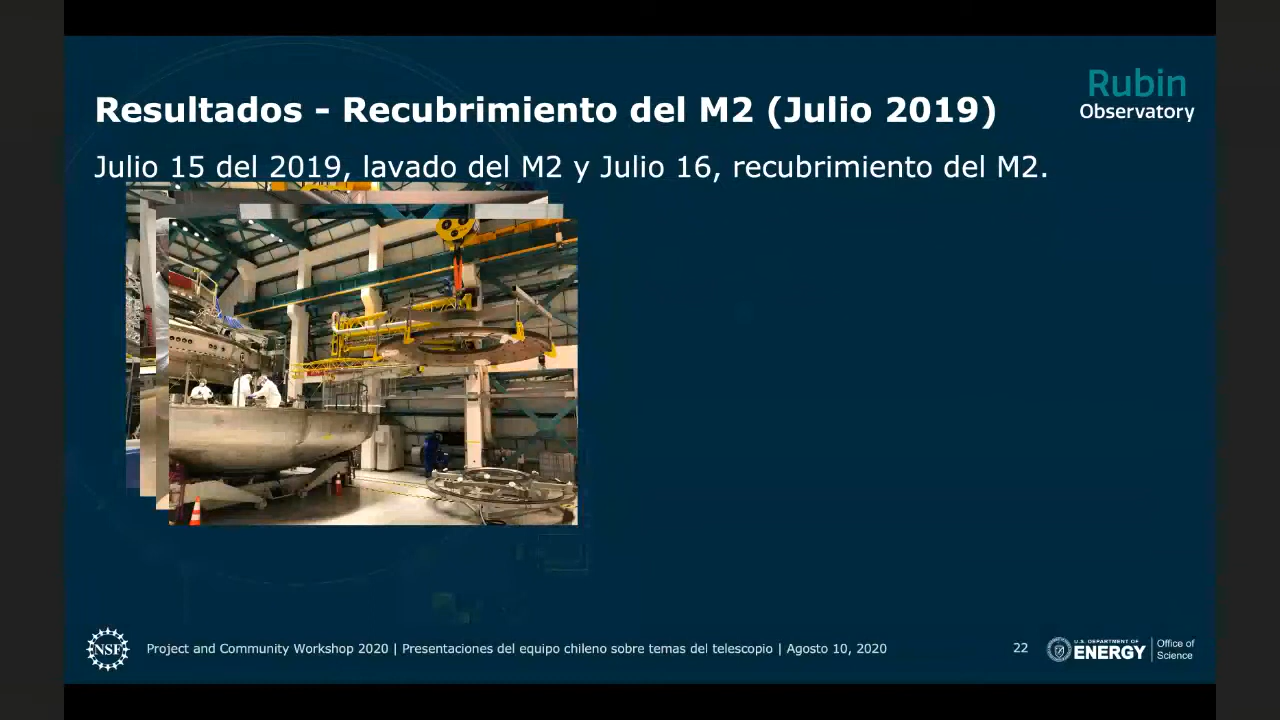 Rubin
Observatory
Resultados - Recubrimiento del M2 (Julio 2019)
Julio 15 del 2019, lavado del M2 y Julio 16, recubrimiento del M2.
NSF
Project and Community Workshop 2020 | Presentaciones del equipo chileno sobre temas del telescopio | Agosto 10, 2020
22
U.S. DEPARTMENT OF
ENERGY
Office of
Science